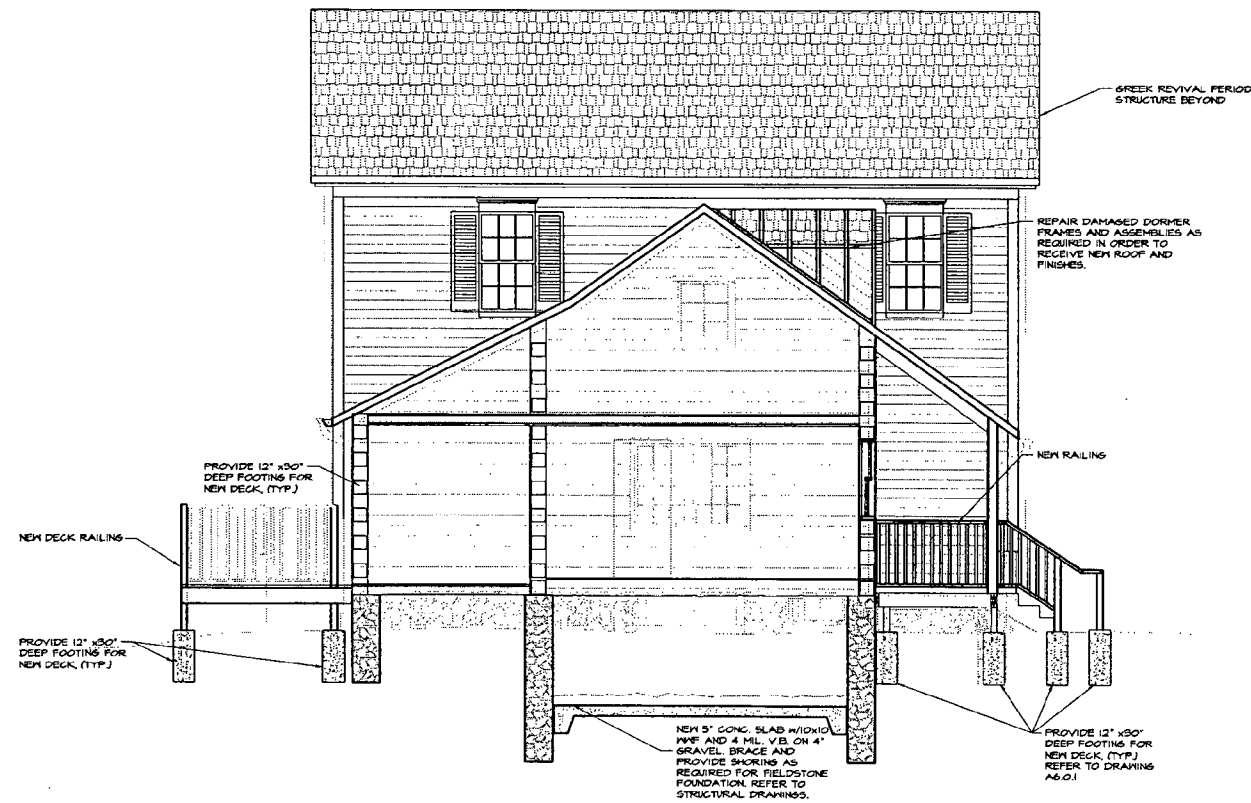 GREEK REVIVAL PERIOD
STRUCTURE BEYOND
REPAIR DAMAGED DORMER
FRAMES AND ASSEMBLIES AS
REQUIRED IN ORDER TO
RECEIVE NEW ROOF AND
FINISHES.
PROVIDE 12" x30"
DEEP FOOTING FOR
NEW DECK, (TYP.)
NEW RAILING
NEW DECK RAILING
PROVIDE 12" x30"
DEEP FOOTING FOR
NEW DECK, (TYP.)
NEW 5" CONC. SLAB W/10x10
WWF AND 4 MIL. V.B. ON 4"
GRAVEL. BRACE AND
PROVIDE SHORING AS
REQUIRED FOR FIELDSTONE
FOUNDATION. REFER TO
STRUCTURAL DRAWINGS.
PROVIDE 12" x30"
DEEP FOOTING FOR
NEW DECK, (TYP.)
REFER TO DRAWING
A6.0.1